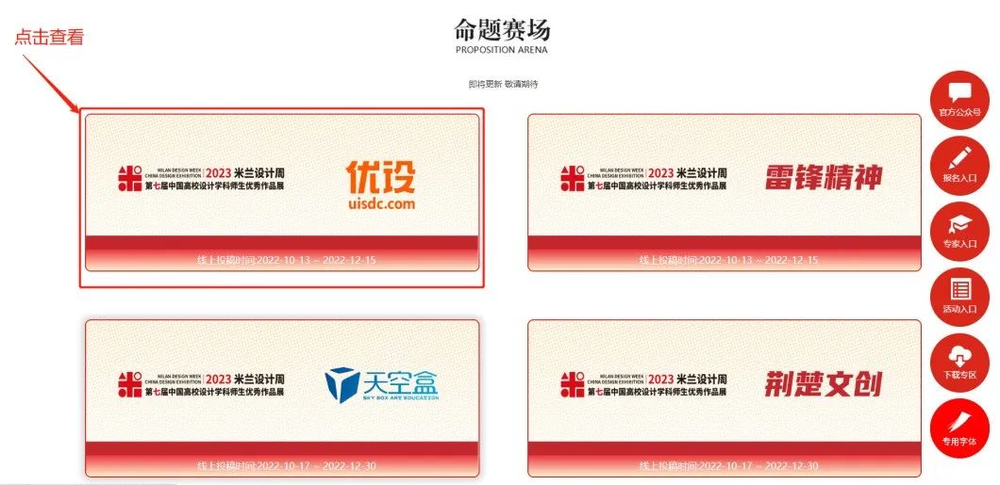 命题赛场
PROPOSITION ARENA
点击查看
即将更新 敬请期待
MILAN DESIGN WEEK
CHINA DESIGN EXHIBITION
2023 米兰设计周
第七届中国高校设计学科师生优秀作品展
优设
uisdc.com
线上投稿时间:2022-10-13 ~ 2022-12-15
MILAN DESIGN WEEK
CHINA DESIGN EXHIBITION
2023 米兰设计周
第七届中国高校设计学科师生优秀作品展
雷锋精神
线上投稿时间:2022-10-13 ~ 2022-12-15
MILAN DESIGN WEEK
CHINA DESIGN EXHIBITION
2023 米兰设计周
第七届中国高校设计学科师生优秀作品展
天空盒
SKY BOX ART EDUCATION
线上投稿时间:2022-10-17 ~ 2022-12-30
MILAN DESIGN WEEK
CHINA DESIGN EXHIBITION
2023 米兰设计周
第七届中国高校设计学科师生优秀作品展
荆楚文创
线上投稿时间:2022-10-17 ~ 2022-12-30
官方公众号
报名入口
专家入口
活动入口
下载专区
专用字体